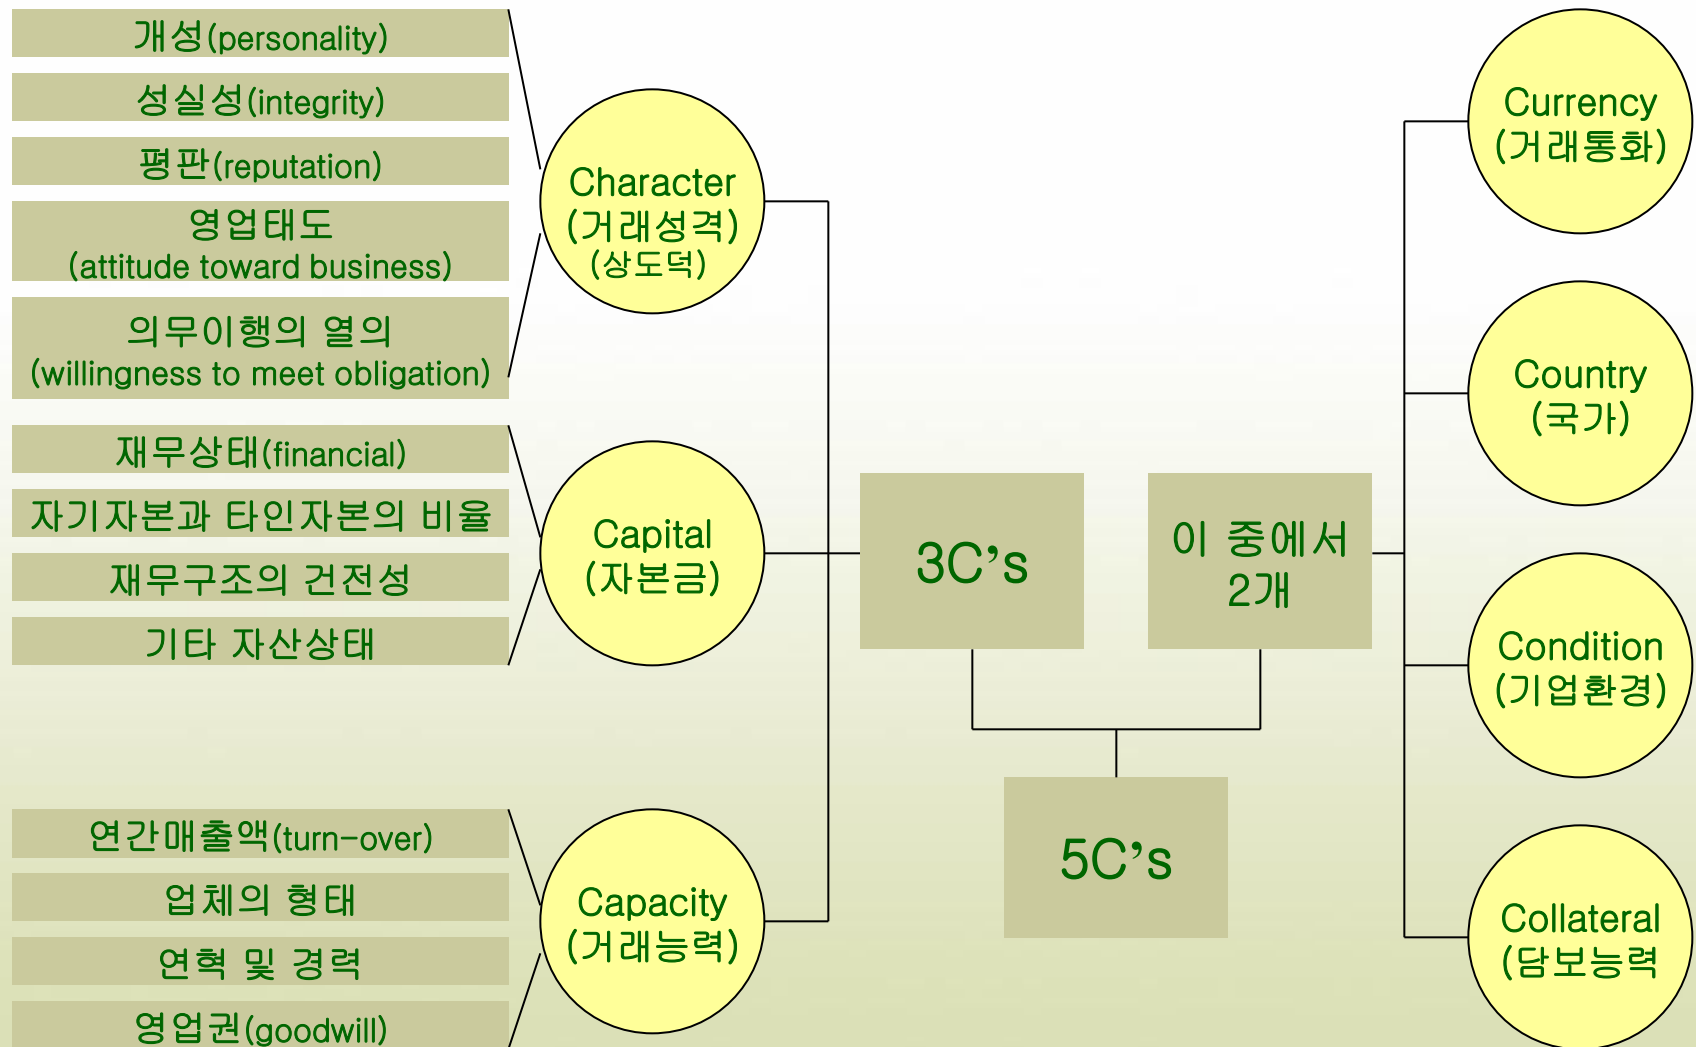 개성(personality)
성실성(integrity)
평판(reputation)
영업태도
(attitude toward business)
의무이행의 열의
(willingness to meet obligation)
Character
(거래성격)
(상도덕)
재무상태(financial)
자기자본과 타인자본의 비율
재무구조의 건전성
기타 자산상태
Capital
(자본금)
연간매출액(turn-over)
업체의 형태
연혁 및 경력
영업권(goodwill)
Capacity
(거래능력)
3C's
이 중에서
2개
5C's
Currency
(거래통화)
Country
(국가)
Condition
(기업환경)
Collateral
(담보능력